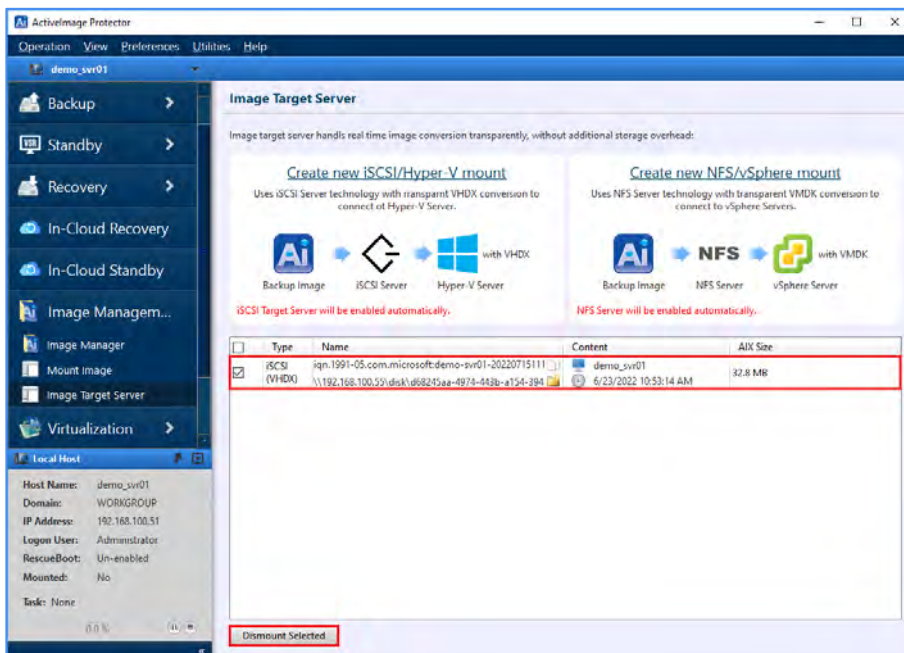 ActiveImage Protector
Operation View Preferences Utilities Help
demo_svr01
Backup
Standby
Recovery
In-Cloud Recovery
In-Cloud Standby
Image Managem...
Image Manager
Mount Image
Image Target Server
Virtualization
Local Host
Host Name: demo_svr01
Domain: WORKGROUP
IP Address: 192.168.100.51
Logon User: Administrator
RescueBoot: Un-enabled
Mounted: No
Task: None
0.0 %
Image Target Server
Image target server handls real time image conversion transparently, without additional storage overhead:
Create new iSCSI/Hyper-V mount
Uses iSCSI Server technology with transparnt VHDX conversion to
connect ot Hyper-V Server.
Ai
with VHDX
Backup Image iSCSI Server Hyper-V Server
iSCSI Target Server will be enabled automatically.
Create new NFS/vSphere mount
Uses NFS Server technology with transparent VMDK conversion to
connect to vSphere Servers.
Ai NFS with VMDK
Backup Image NFS Server vSphere Server
NFS Server will be enabled automatically.
Type Name Content AIX Size
iSCSI (VHDX)
iqn.1991-05.com.microsoft:demo-svr01-20220715111
\\192.168.100.55\disk\d68245aa-4974-443b-a154-394
demo_svr01
6/23/2022 10:53:14 AM
32.8 MB
Dismount Selected